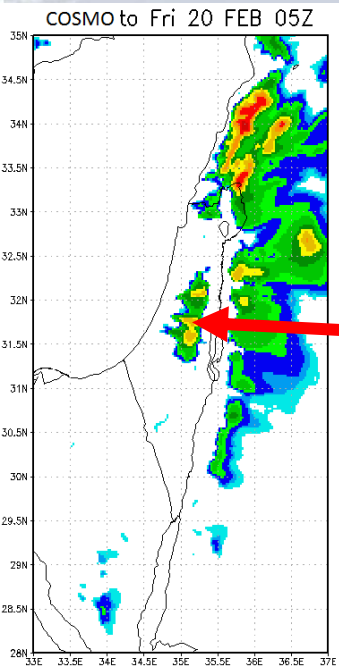 COSMO to Fri 20 FEB 05Z
35N
34.5N
34N
33.5N
33N
32.5N
32N
31.5N
31N
30.5N
30N
29.5N
29N
28.5N
28N
33E 33.5E 34E 34.5E 35E 35.5E 36E 36.5E 37E